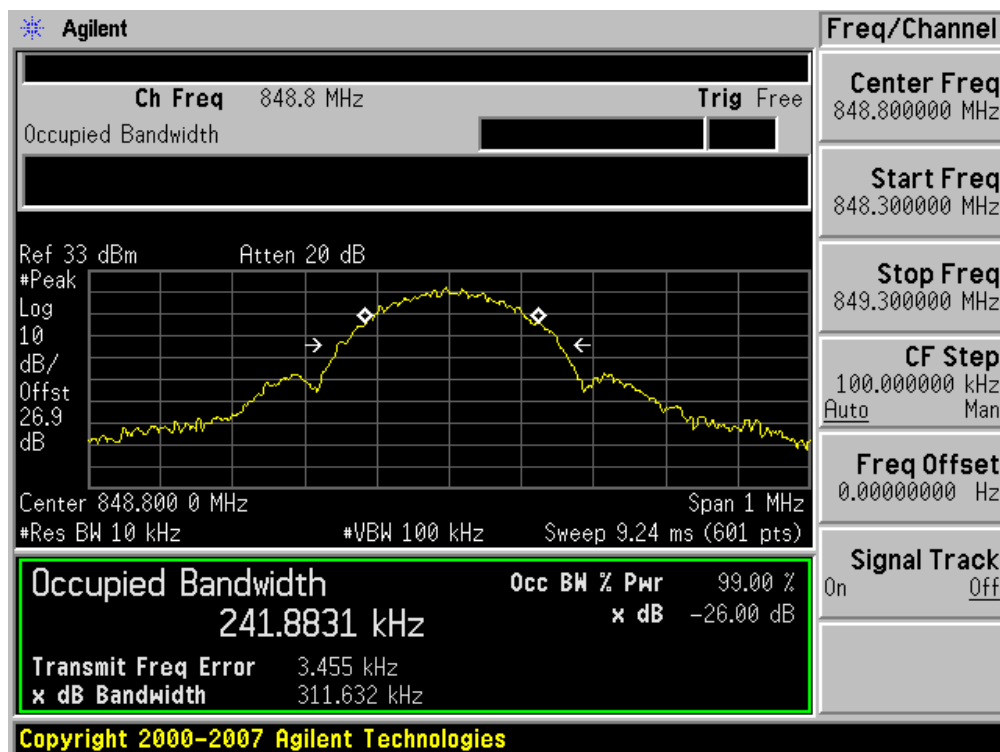 Agilent
Freq/Channel
Ch Freq 848.8 MHz Trig Free
Occupied Bandwidth
Center Freq
848.800000 MHz
Start Freq
848.300000 MHz
Stop Freq
849.300000 MHz
CF Step
100.000000 kHz
Auto Man
Freq Offset
0.00000000 Hz
Signal Track
On Off
Ref 33 dBm Atten 20 dB
#Peak
Log
10
dB/
Offst
26.9
dB
Center 848.800 0 MHz Span 1 MHz
#Res BW 10 kHz #VBW 100 kHz Sweep 9.24 ms (601 pts)
Occupied Bandwidth Occ BW % Pwr 99.00 %
241.8831 kHz x dB -26.00 dB
Transmit Freq Error 3.455 kHz
x dB Bandwidth 311.632 kHz
Copyright 2000-2007 Agilent Technologies